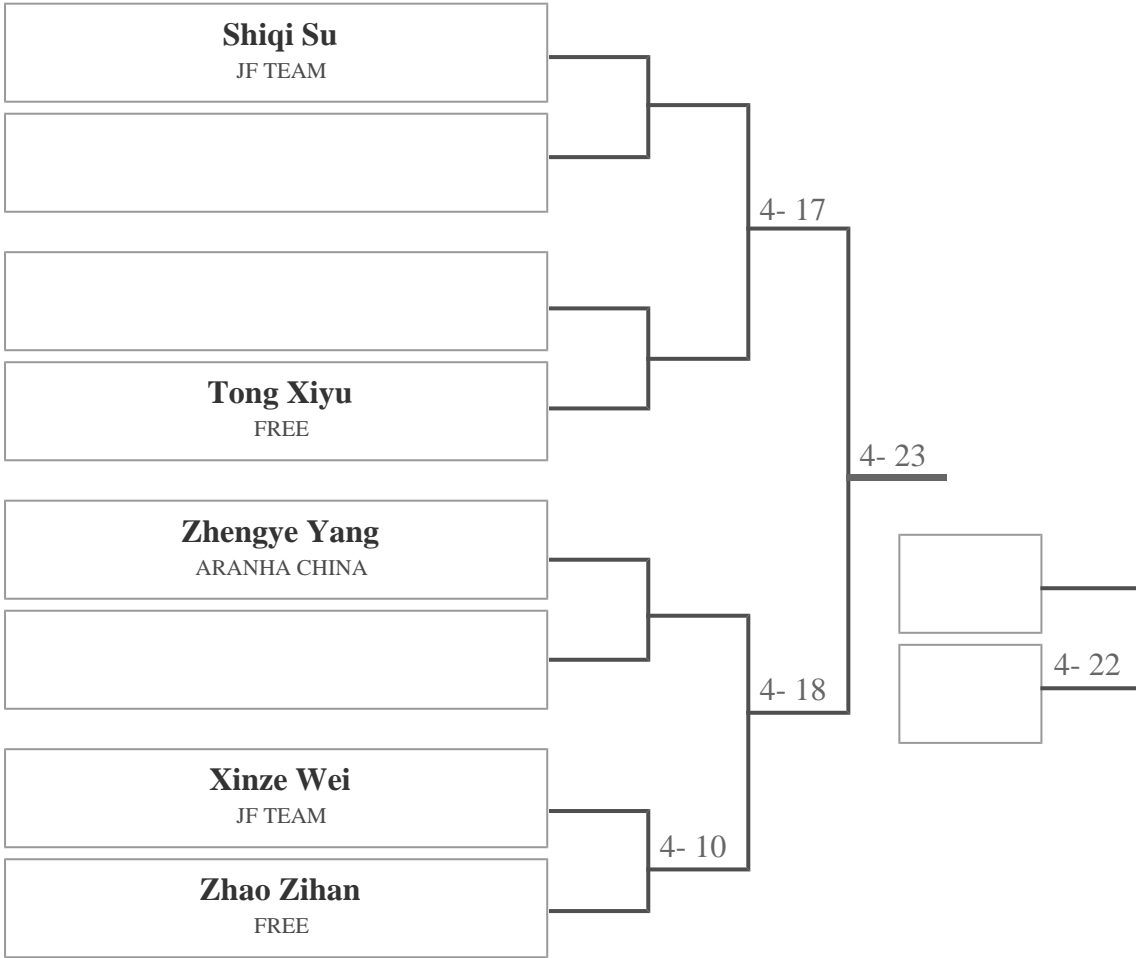 Shiqi Su
JF TEAM
4- 17
Tong Xiyu
FREE
4- 23
Zhengye Yang
ARANHA CHINA
4- 22
4- 18
Xinze Wei
JF TEAM
4- 10
Zhao Zihan
FREE